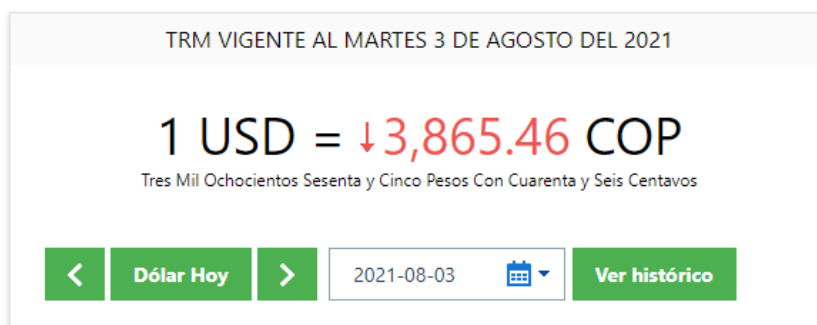 TRM VIGENTE AL MARTES 3 DE AGOSTO DEL 2021
1 USD = ↓3,865.46 COP
Tres Mil Ochocientos Sesenta y Cinco Pesos Con Cuarenta y Seis Centavos
Dólar Hoy 2021-08-03 Ver histórico